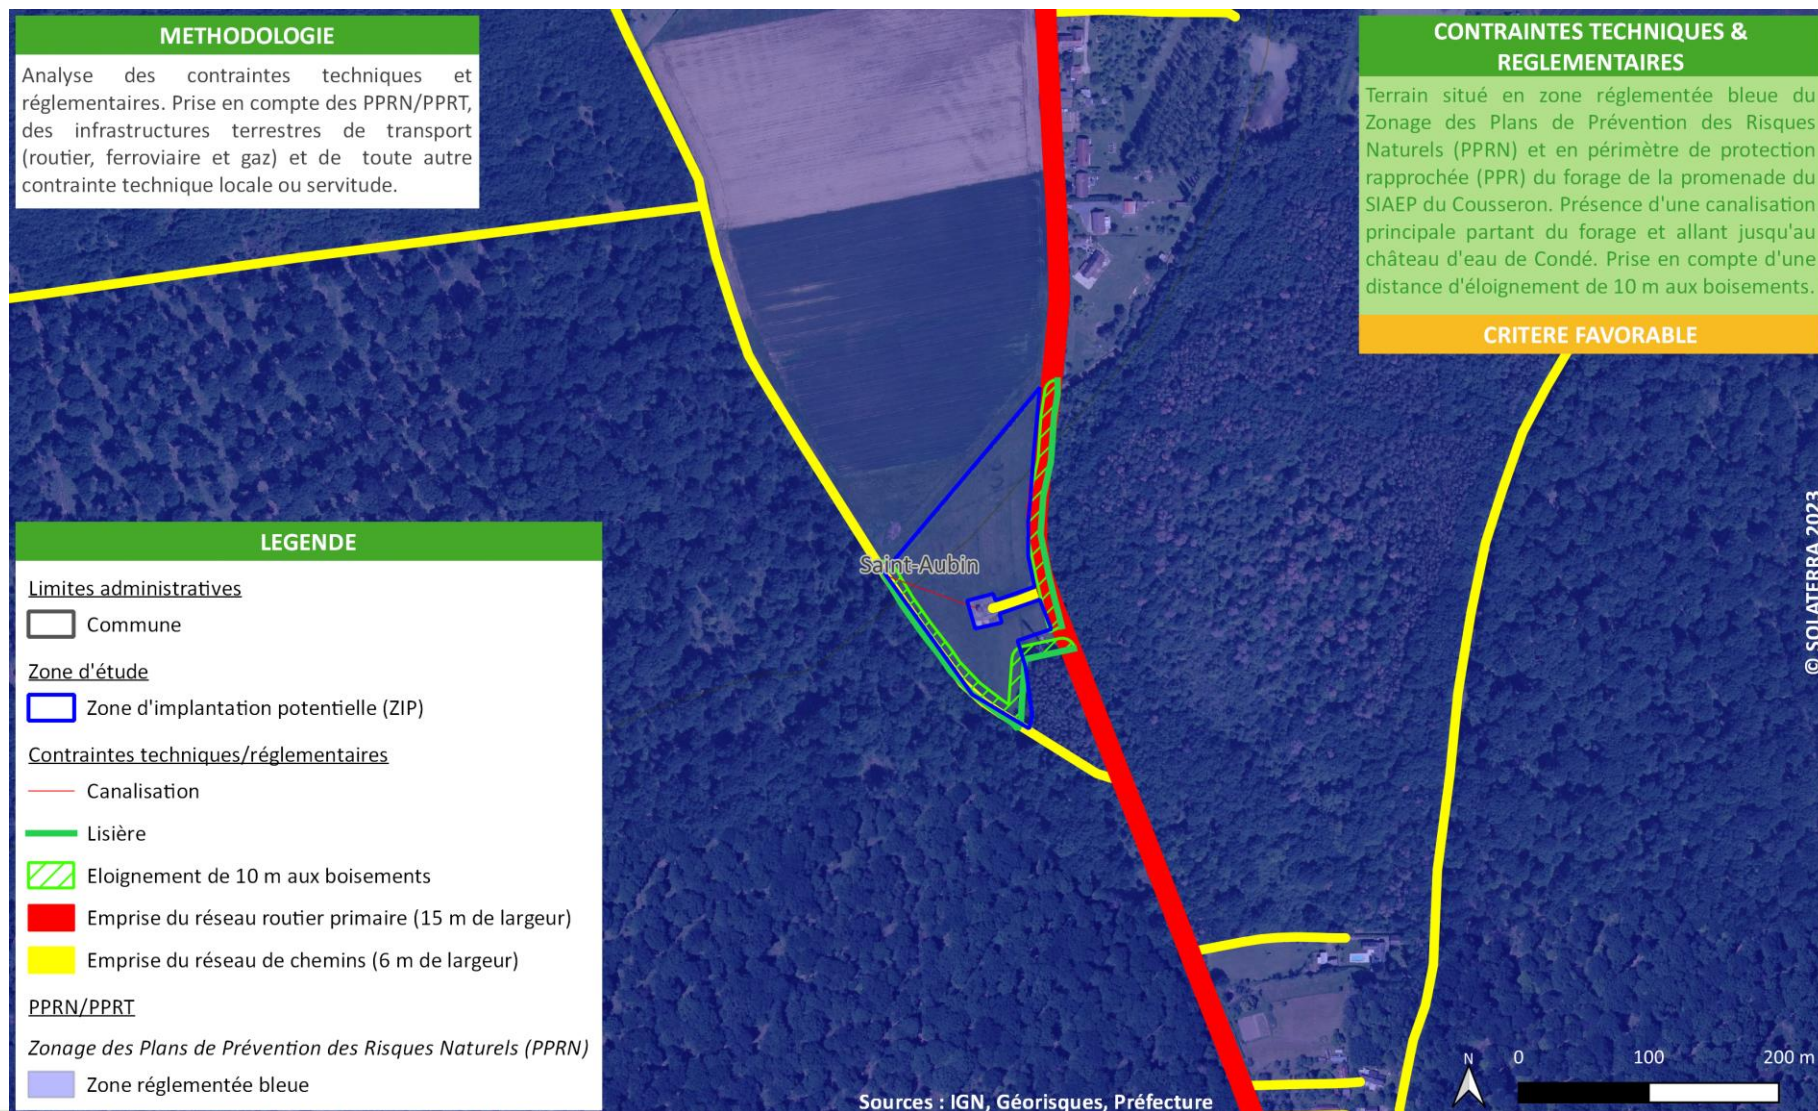 METHODOLOGIE
Analyse des contraintes techniques et
réglementaires. Prise en compte des PPRN/PPRT,
des infrastructures terrestres de transport
(routier, ferroviaire et gaz) et de toute autre
contrainte technique locale ou servitude.
CONTRAINTES TECHNIQUES &
REGLEMENTAIRES
Terrain situé en zone réglementée bleue du
Zonage des Plans de Prévention des Risques
Naturels (PPRN) et en périmètre de protection
rapprochée (PPR) du forage de la promenade du
SIAEP du Cousseron. Présence d'une canalisation
principale partant du forage et allant jusqu'au
château d'eau de Condé. Prise en compte d'une
distance d'éloignement de 10 m aux boisements.
CRITERE FAVORABLE
Saint-Aubin
LEGENDE
Limites administratives
Commune
Zone d'étude
Zone d'implantation potentielle (ZIP)
Contraintes techniques/réglementaires
Canalisation
Lisière
Eloignement de 10 m aux boisements
Emprise du réseau routier primaire (15 m de largeur)
Emprise du réseau de chemins (6 m de largeur)
PPRN/PPRT
Zonage des Plans de Prévention des Risques Naturels (PPRN)
Zone réglementée bleue
© SOLATERRA 2023
N
0 100 200 m
Sources : IGN, Géorisques, Préfecture